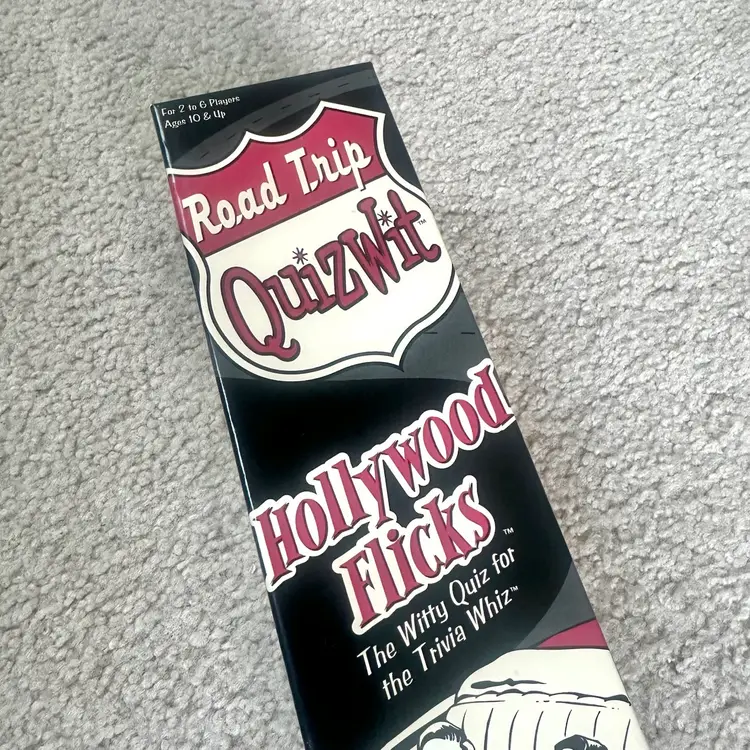 For 2 to 6 Players
Ages 10 & Up
Road Trip
QuizWit™
Hollywood
Flicks™
The Witty Quiz for
the Trivia Whiz™